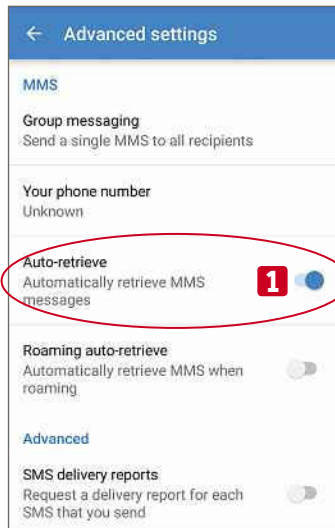 ← Advanced settings
MMS
Group messaging
Send a single MMS to all recipients
Your phone number
Unknown
Auto-retrieve
Automatically retrieve MMS
messages
1
Roaming auto-retrieve
Automatically retrieve MMS when
roaming
Advanced
SMS delivery reports
Request a delivery report for each
SMS that you send